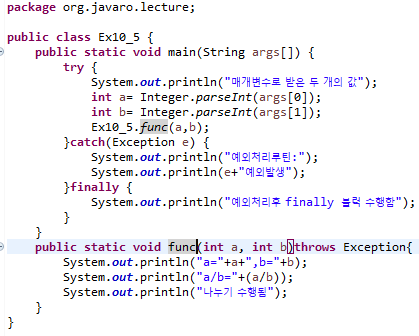 package org.javaro.lecture;
public class Ex10_5 {
public static void main(String args[]) {
try {
System.out.println("매개변수로 받은 두 개의 값");
int a= Integer.parseInt(args[0]);
int b= Integer.parseInt(args[1]);
Ex10_5.func(a,b);
}catch(Exception e) {
System.out.println("예외처리루틴:");
System.out.println(e+"예외발생");
}finally {
System.out.println("예외처리후 finally 블럭 수행함");
}
}
public static void func(int a, int b)throws Exception{
System.out.println("a="+a+",b="+b);
System.out.println("a/b="+(a/b));
System.out.println("나누기 수행됨");
}
}